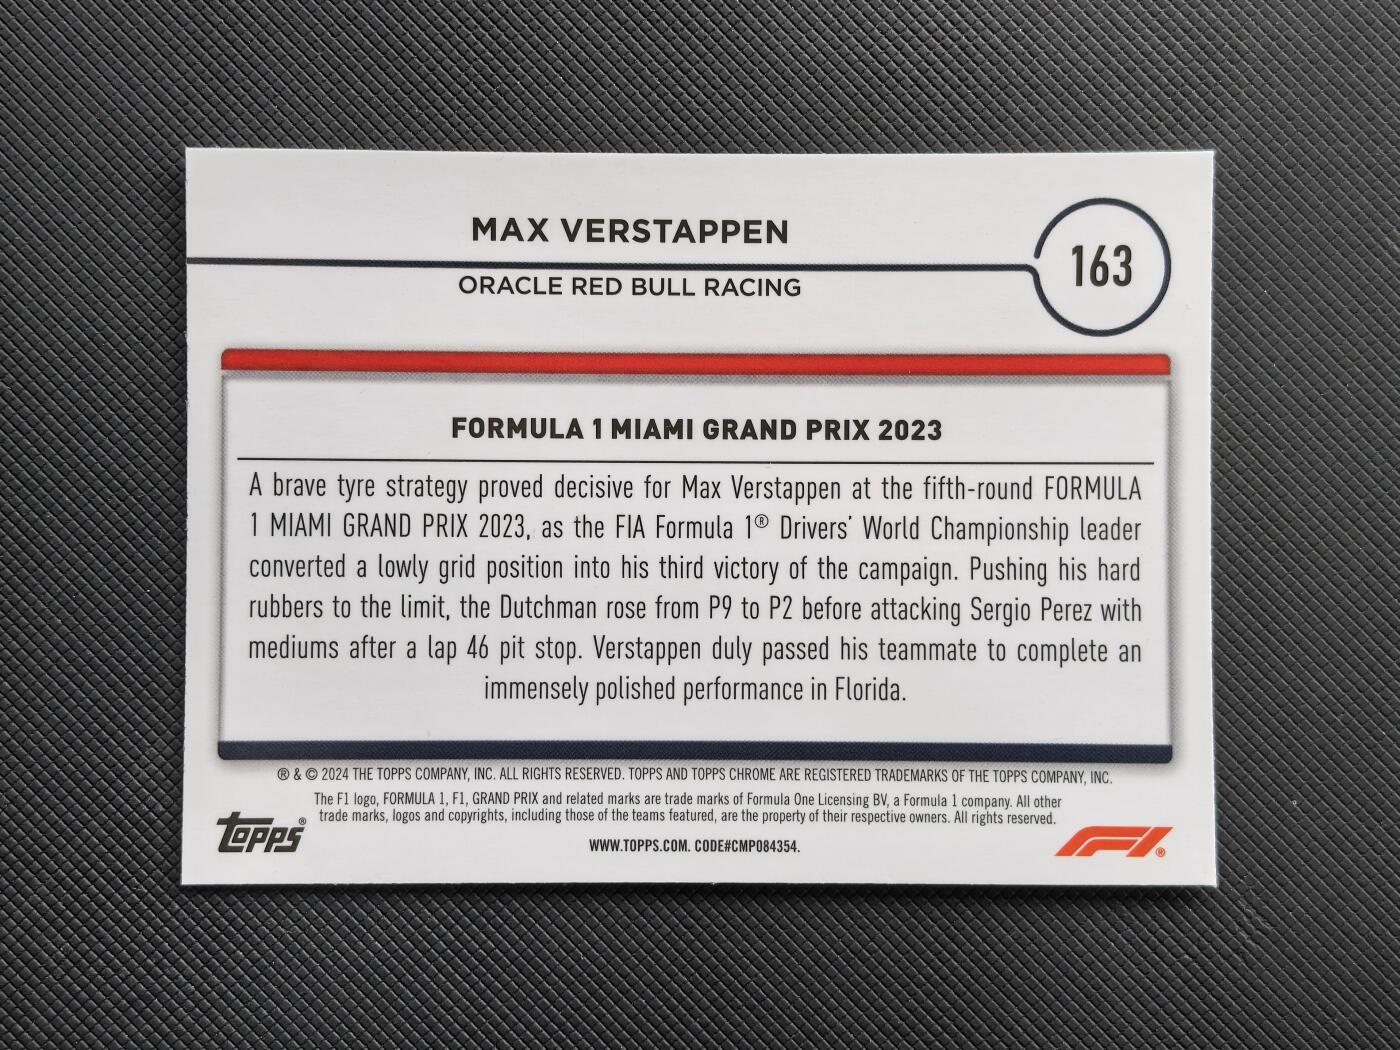 MAX VERSTAPPEN
163
ORACLE RED BULL RACING
FORMULA 1 MIAMI GRAND PRIX 2023
A brave tyre strategy proved decisive for Max Verstappen at the fifth-round FORMULA
1 MIAMI GRAND PRIX 2023, as the FIA Formula 1® Drivers' World Championship leader
converted a lowly grid position into his third victory of the campaign. Pushing his hard
rubbers to the limit, the Dutchman rose from P9 to P2 before attacking Sergio Perez with
mediums after a lap 46 pit stop. Verstappen duly passed his teammate to complete an
immensely polished performance in Florida.
® & © 2024 THE TOPPS COMPANY, INC. ALL RIGHTS RESERVED. TOPPS AND TOPPS CHROME ARE REGISTERED TRADEMARKS OF THE TOPPS COMPANY, INC.
The F1 logo, FORMULA 1, F1, GRAND PRIX and related marks are trade marks of Formula One Licensing BV, a Formula 1 company. All other
trade marks, logos and copyrights, including those of the teams featured, are the property of their respective owners. All rights reserved.
Topps®
WWW.TOPPS.COM. CODE#CMP084354.
F1®